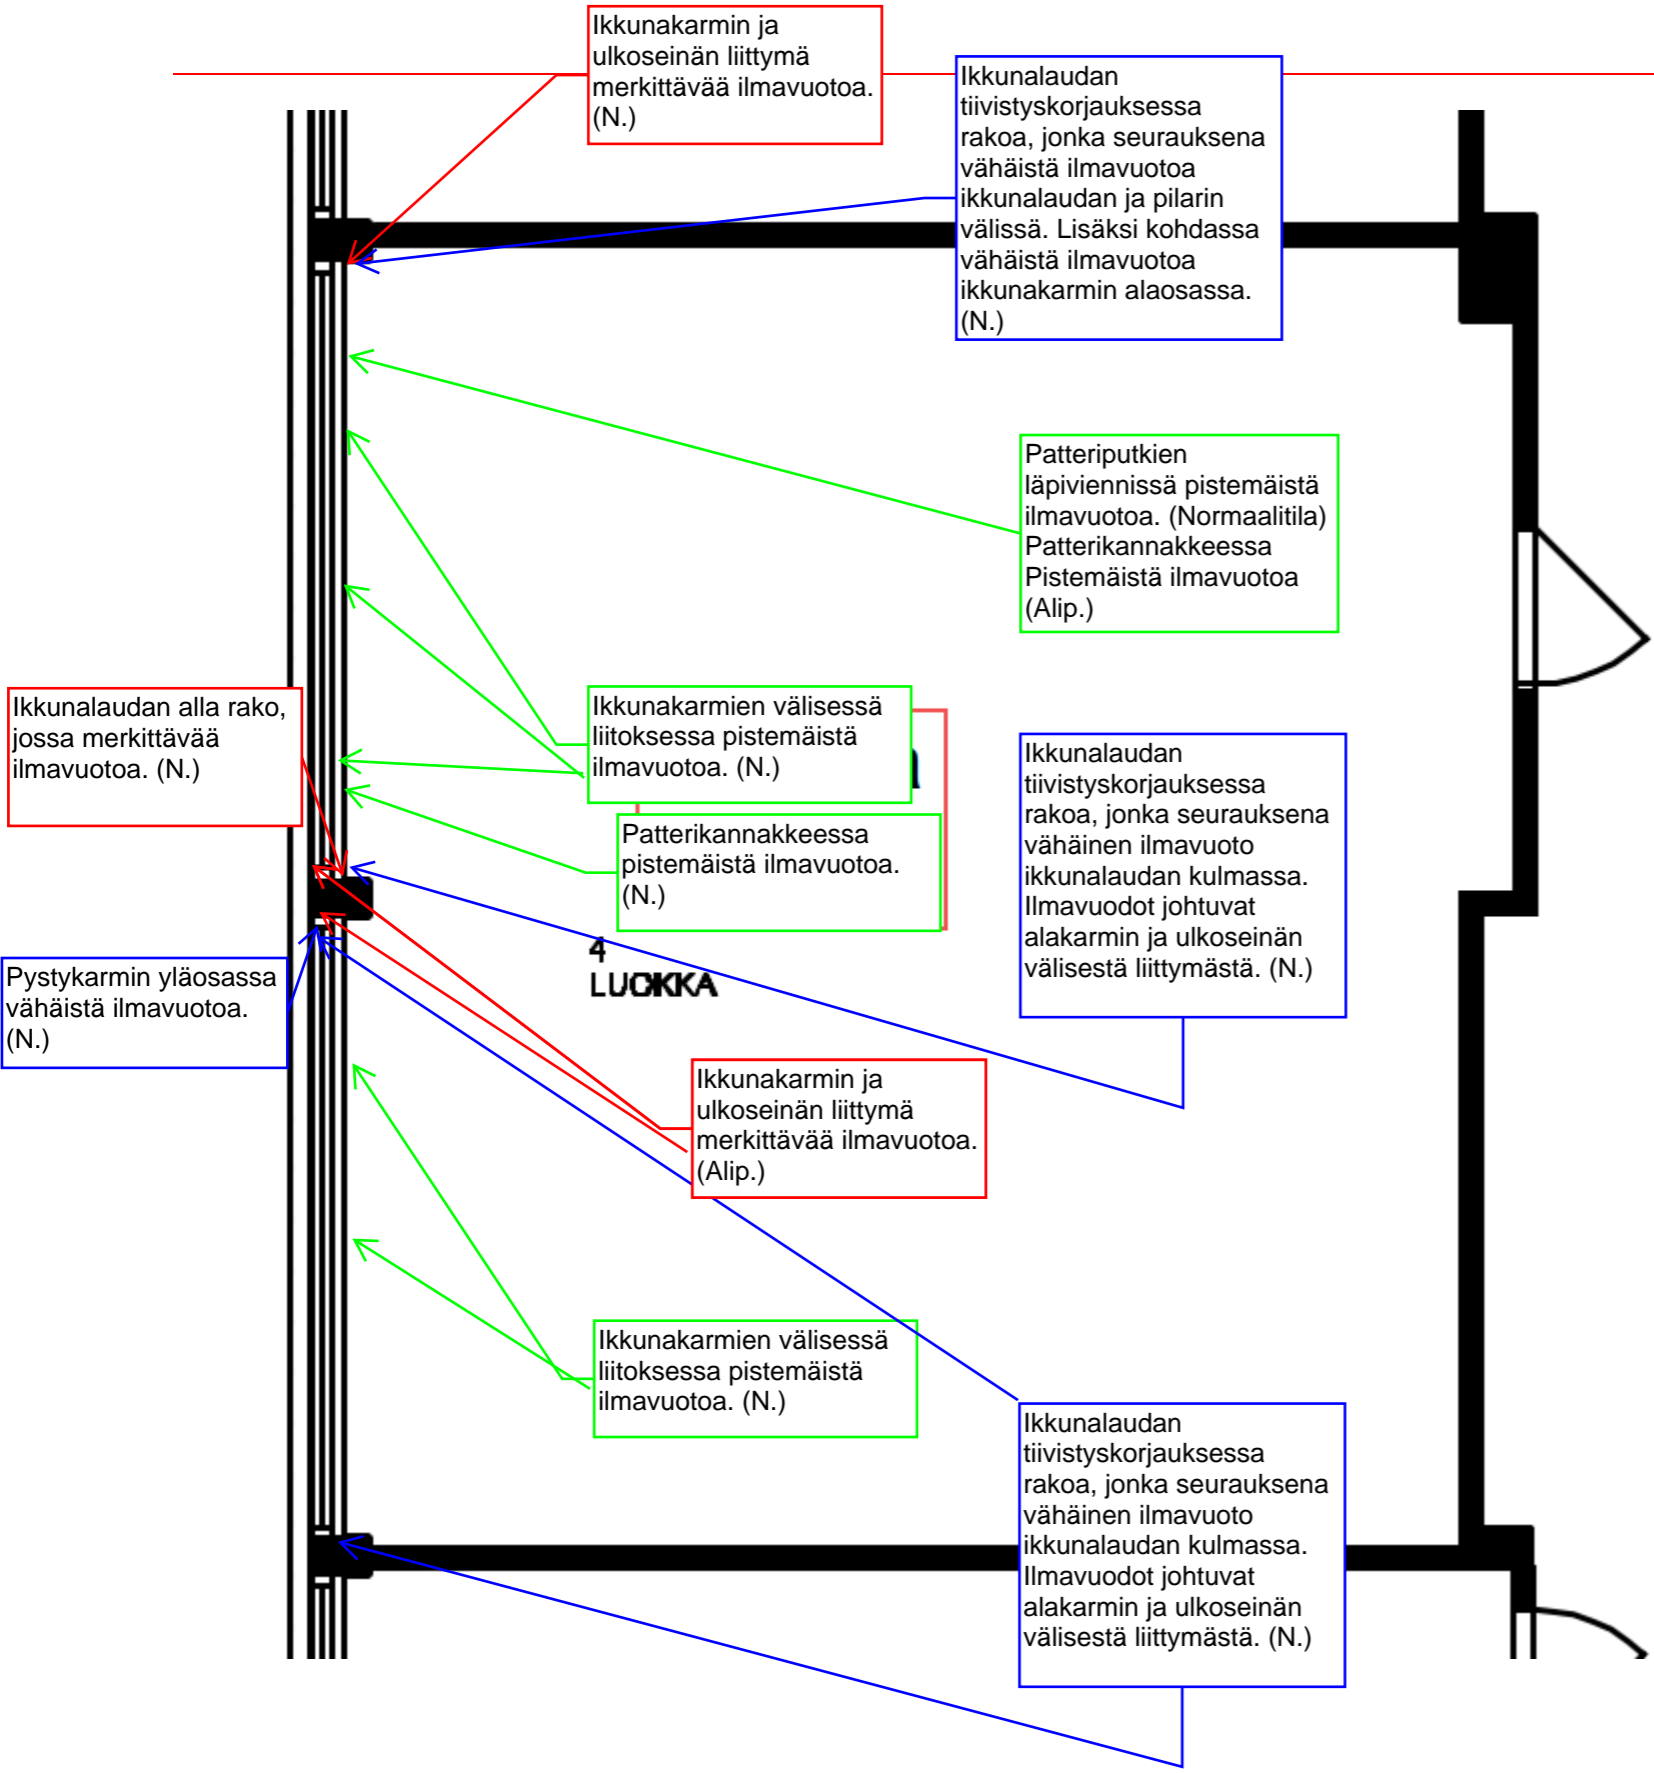 Ikkunakarmin ja
ulkoseinän liittymä
merkittävää ilmavuotoa.
(N.)
Ikkunalaudan
tiivistyskorjauksessa
rakoa, jonka seurauksena
vähäistä ilmavuotoa
ikkunalaudan ja pilarin
välissä. Lisäksi kohdassa
vähäistä ilmavuotoa
ikkunakarmin alaosassa.
(N.)
Patteriputkien
läpiviennissä pistemäistä
ilmavuotoa. (Normaalitila)
Patterikannakkeessa
Pistemäistä ilmavuotoa
(Alip.)
Ikkunalaudan alla rako,
jossa merkittävää
ilmavuotoa. (N.)
Ikkunakarmien välisessä
liitoksessa pistemäistä
ilmavuotoa. (N.)
Patterikannakkeessa
pistemäistä ilmavuotoa.
(N.)
Ikkunalaudan
tiivistyskorjauksessa
rakoa, jonka seurauksena
vähäinen ilmavuoto
ikkunalaudan kulmassa.
Ilmavuodot johtuvat
alakarmin ja ulkoseinän
välisestä liittymästä. (N.)
4
LUOKKA
Pystykarmin yläosassa
vähäistä ilmavuotoa.
(N.)
Ikkunakarmin ja
ulkoseinän liittymä
merkittävää ilmavuotoa.
(Alip.)
Ikkunakarmien välisessä
liitoksessa pistemäistä
ilmavuotoa. (N.)
Ikkunalaudan
tiivistyskorjauksessa
rakoa, jonka seurauksena
vähäinen ilmavuoto
ikkunalaudan kulmassa.
Ilmavuodot johtuvat
alakarmin ja ulkoseinän
välisestä liittymästä. (N.)